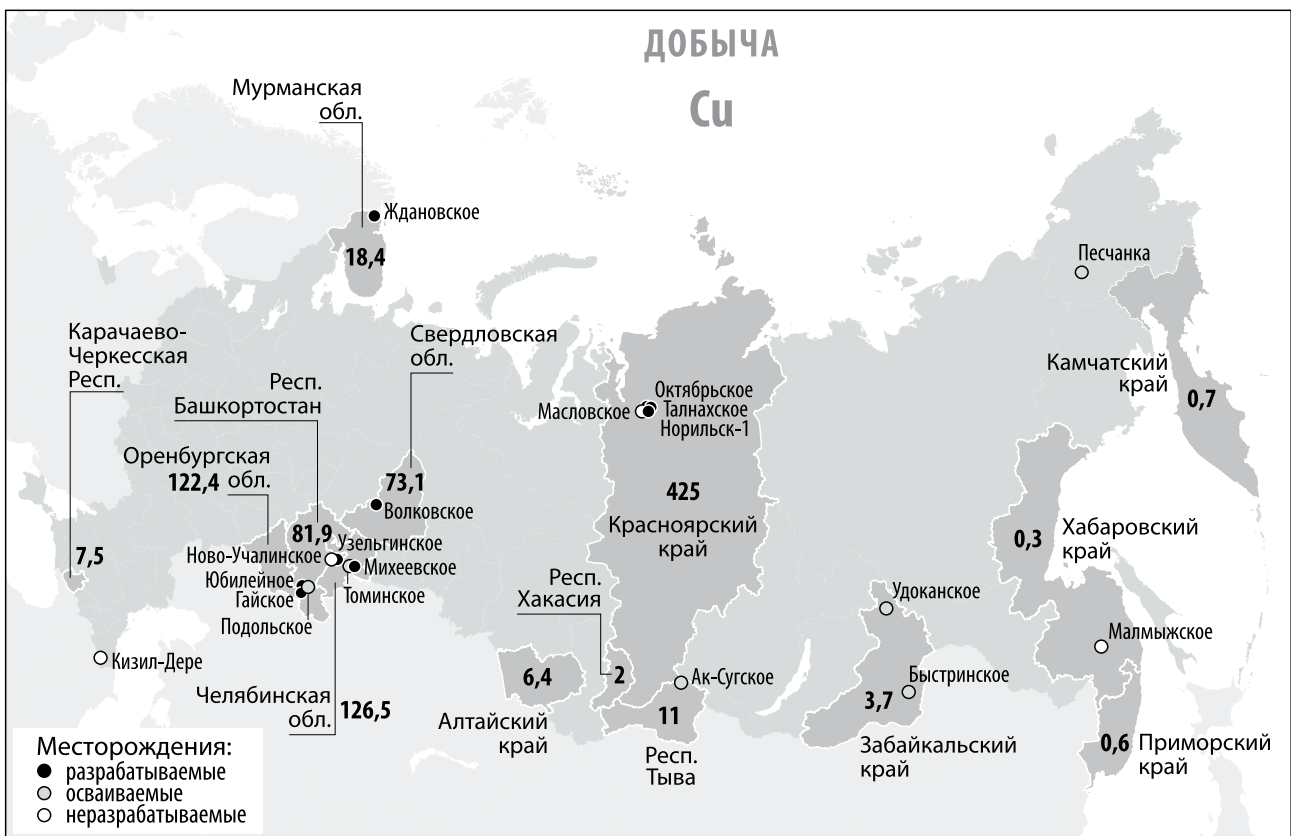 ДОБЫЧА
Cu
Мурманская
обл.
Ждановское
18,4
Песчанка
Карачаево-
Черкесская
Респ.
Свердловская
обл.
Респ.
Башкортостан
Камчатский
край
0,7
Октябрьское
Масловское
Талнахское
Норильск-1
Оренбургская
122,4 обл.
73,1
Волковское
425
Красноярский
край
7,5
81,9
Узельгинское
Ново-Учалинское
Михеевское
Юбилейное
Гайское
Томинское
Подольское
0,3
Хабаровский
край
Респ.
Хакасия
Удоканское
Малмыжское
Кизил-Дере
Челябинская
обл.
126,5
6,4
Алтайский
край
2
Ак-Сугское
11
Респ.
Тыва
Быстринское
3,7
Забайкальский
край
0,6
Приморский
край
Месторождения:
разрабатываемые
осваиваемые
неразрабатываемые